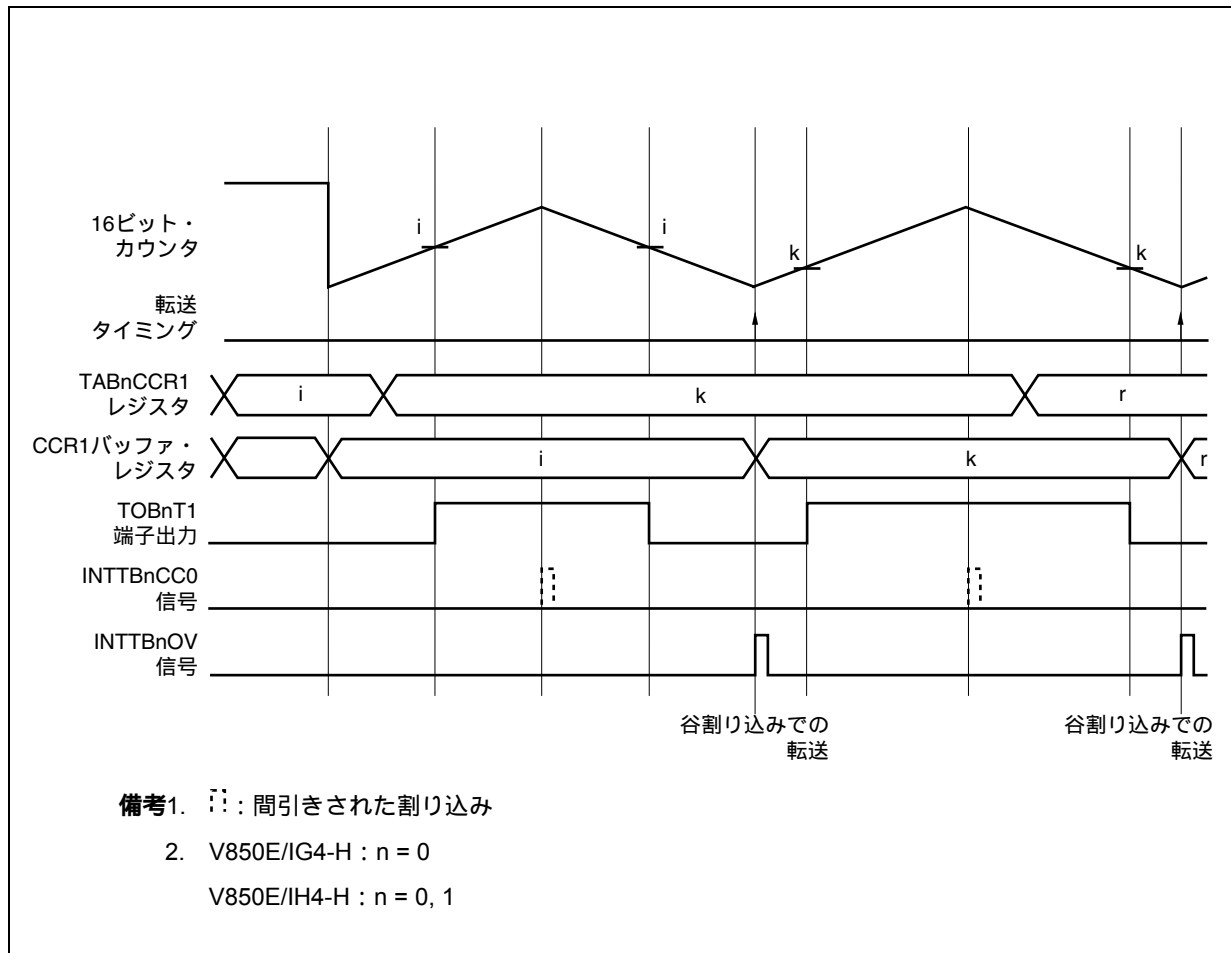 16ビット・
カウンタ
i
i
k
k
転送
タイミング
TABnCCR1
レジスタ
i
k
r
CCR1バッファ・
レジスタ
i
k
r
TOBnT1
端子出力
INTTBnCC0
信号
INTTBnOV
信号
谷割り込みでの
転送
谷割り込みでの
転送
備考1. : 間引きされた割り込み
2. V850E/IG4-H : n = 0
V850E/IH4-H : n = 0, 1